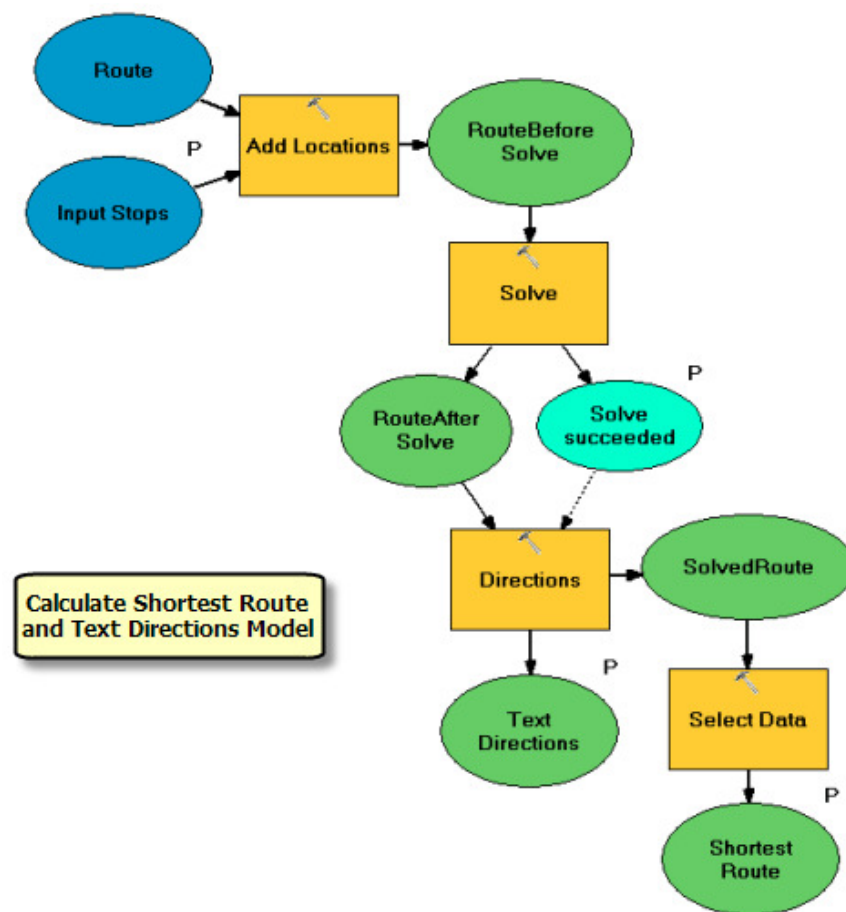 Route
P
Add Locations
Input Stops
RouteBefore
Solve
Solve
P
RouteAfter
Solve
Solve
succeeded
Directions
SolvedRoute
Calculate Shortest Route
and Text Directions Model
P
Text
Directions
Select Data
P
Shortest
Route